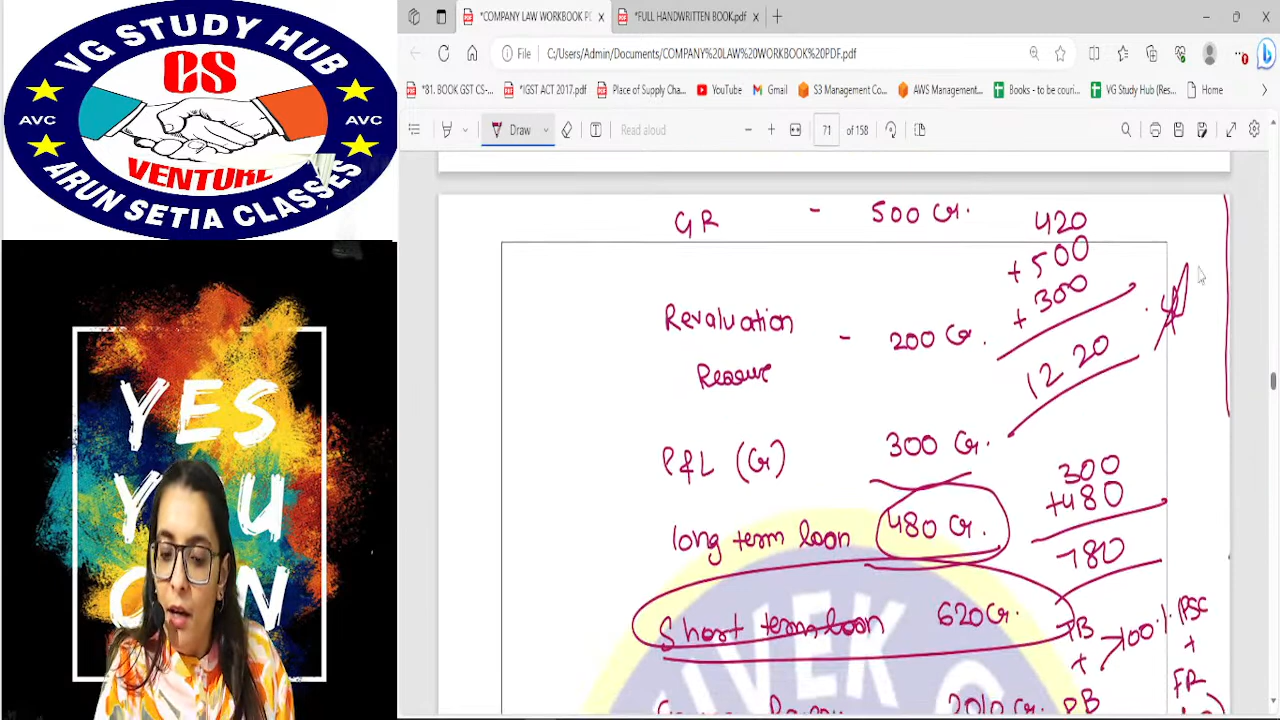 VG STUDY HUB
CS
AVC
AVC
VENTURE
ARUN SETIA CLASSES
YES
YOU
*COMPANY LAW WORKBOOK P
*FULL HANDWRITTEN BOOK.pdf
File
C:/Users/Admin/Documents/COMPANY%20LAW%20WORKBOOK%20PDF.pdf
*81. BOOK GST CS-...
*IGST ACT 2017.pdf
Place of Supply Cha...
YouTube
Gmail
S3 Management Co...
AWS Management...
Books - to be couri...
VG Study Hub (Res...
Home
Draw
Read aloud
71
of 158
GR - 500 Cr.
420
+500
+300
1220
Revaluation - 200 Cr.
Reserve
P&L (Cr) 300 Cr.
long term loan 480 Cr.
300
+480
780
Short term loan 620 Cr.
TB
+
PB
>100%
PSC
+
FR
2010 Cr.